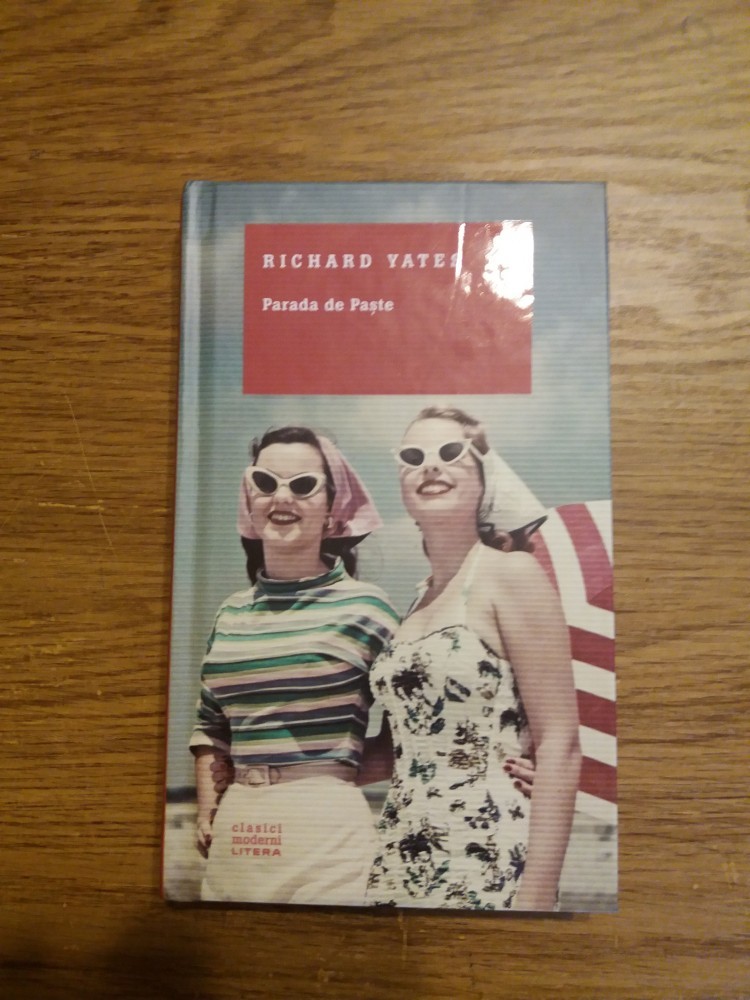 RICHARD YATES
Parada de Paște
clasici
moderni
LITERA